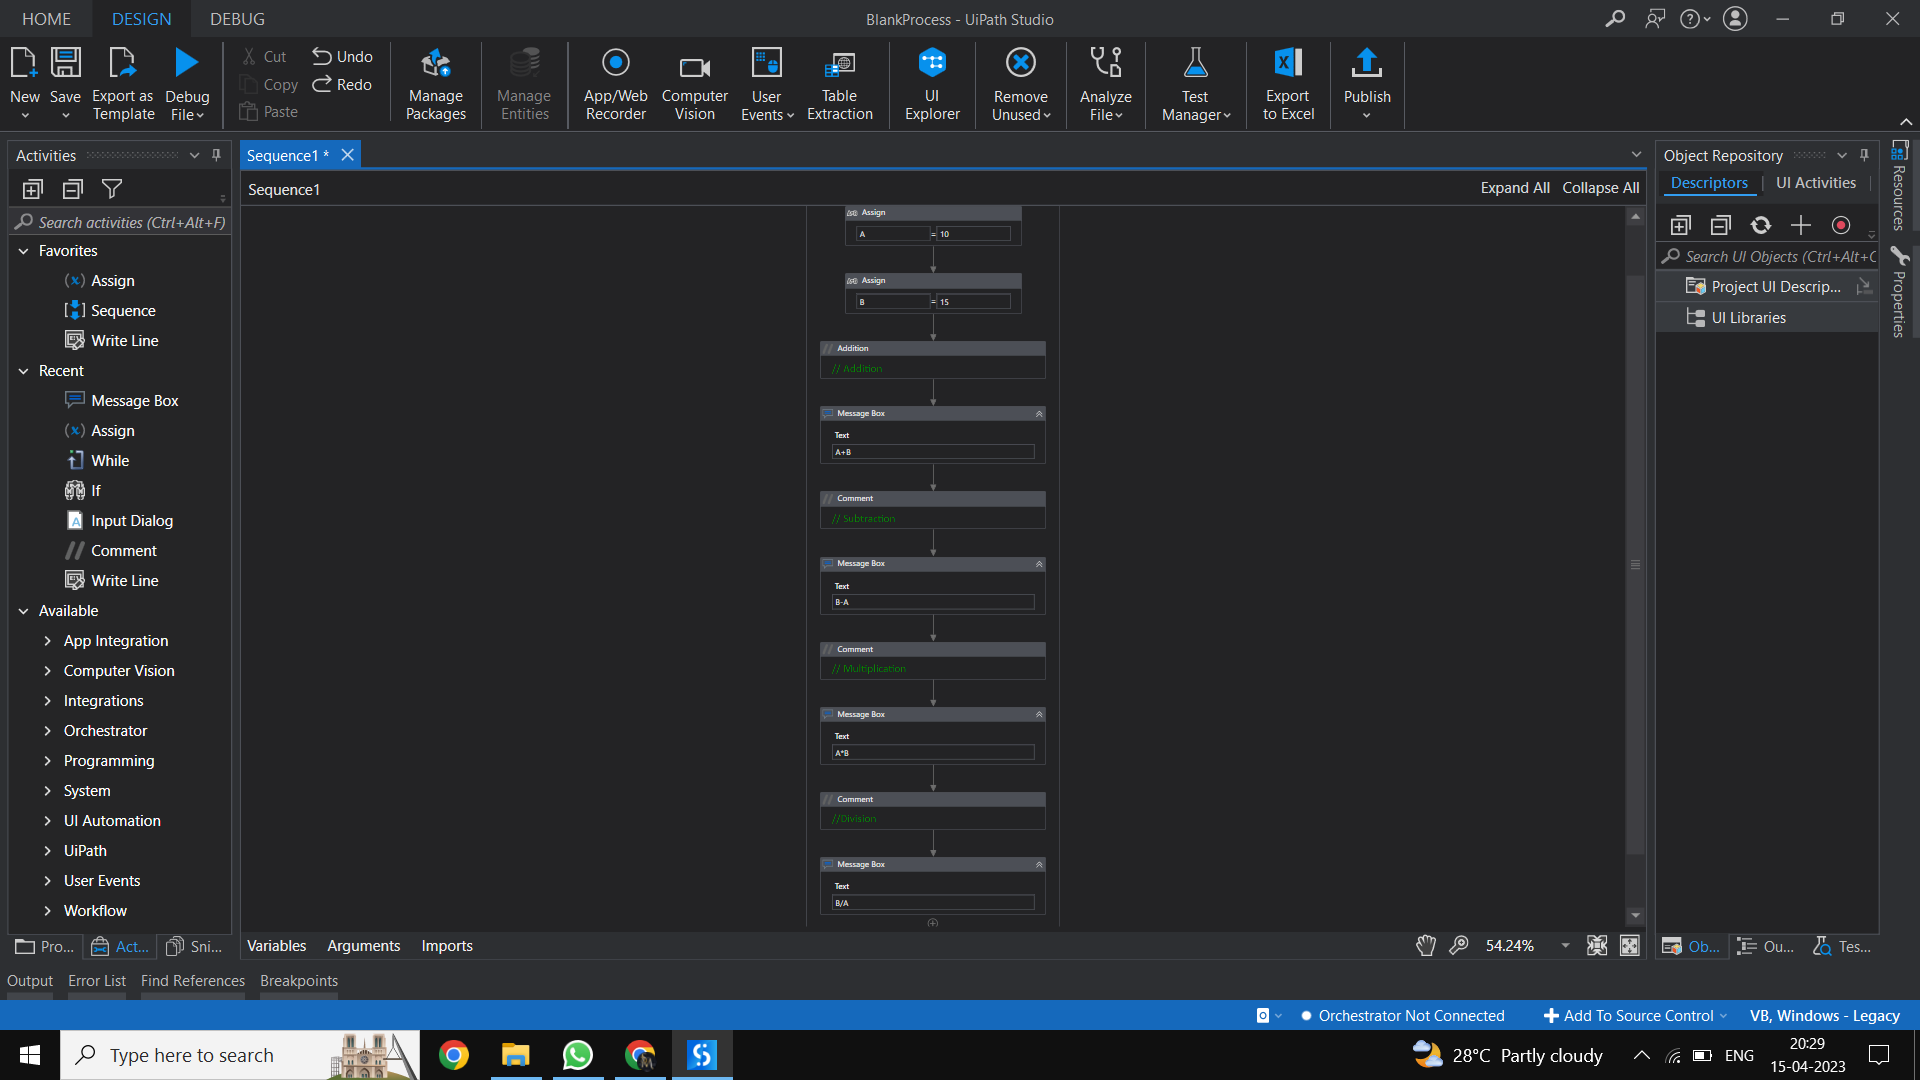 HOME DESIGN DEBUG
BlankProcess - UiPath Studio
New
Save
Export as Template
Debug File
Cut
Copy
Paste
Undo
Redo
Manage Packages
Manage Entities
App/Web Recorder
Computer Vision
User Events
Table Extraction
UI Explorer
Remove Unused
Analyze File
Test Manager
Export to Excel
Publish
Activities
Search activities (Ctrl+Alt+F)
Favorites
Assign
Sequence
Write Line
Recent
Message Box
Assign
While
If
Input Dialog
Comment
Write Line
Available
App Integration
Computer Vision
Integrations
Orchestrator
Programming
System
UI Automation
UiPath
User Events
Workflow
Pro... Act... Sni...
Sequence1 *
Sequence1
Expand All Collapse All
Assign
A = 10
Assign
B = 15
Addition
// Addition
Message Box
Text
A+B
Comment
// Subtraction
Message Box
Text
B-A
Comment
// Multiplication
Message Box
Text
A*B
Comment
//Division
Message Box
Text
B/A
Variables Arguments Imports
54.24%
Object Repository
Descriptors UI Activities
Search UI Objects (Ctrl+Alt+C
Project UI Descrip...
UI Libraries
Ob... Ou... Tes...
Resources
Properties
Output Error List Find References Breakpoints
Orchestrator Not Connected
Add To Source Control
VB, Windows - Legacy
Type here to search
28°C Partly cloudy
ENG
20:29
15-04-2023